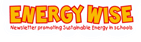 ENERGY WISE
Newsletter promoting Sustainable Energy in Schools